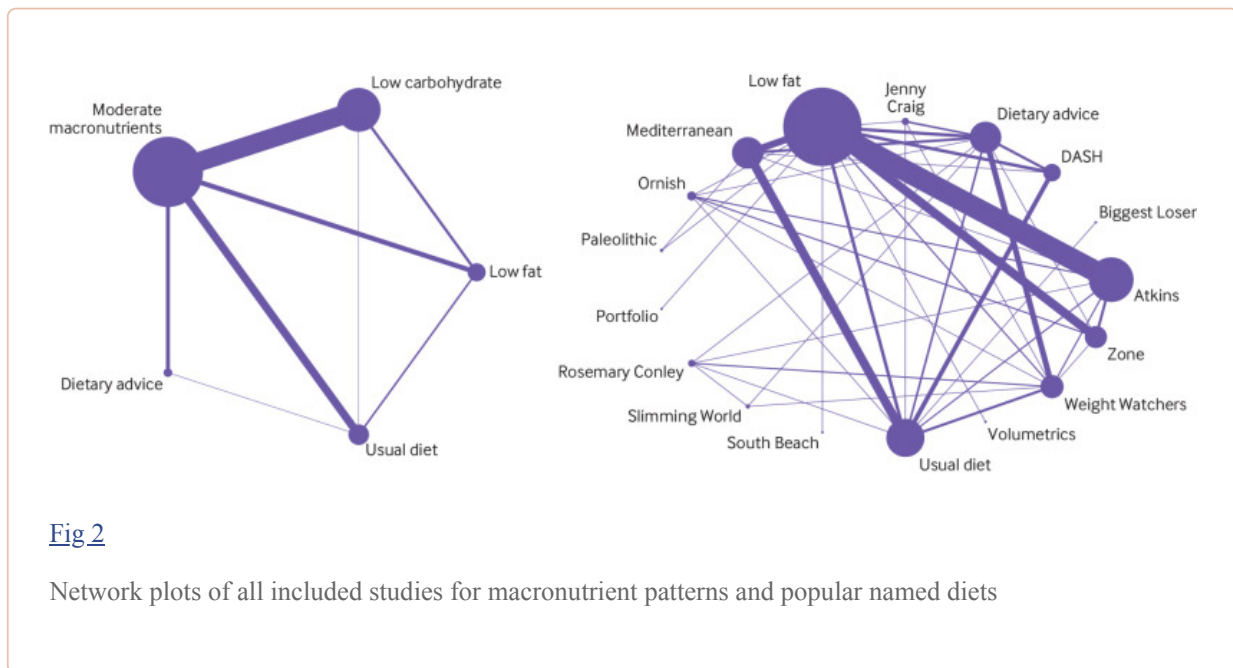 Low carbohydrate
Moderate
macronutrients
Low fat
Dietary advice
Usual diet
Low fat
Jenny
Craig
Dietary advice
Mediterranean
DASH
Ornish
Biggest Loser
Paleolithic
Atkins
Portfolio
Zone
Rosemary Conley
Weight Watchers
Slimming World
Volumetrics
South Beach
Usual diet
Fig 2
Network plots of all included studies for macronutrient patterns and popular named diets